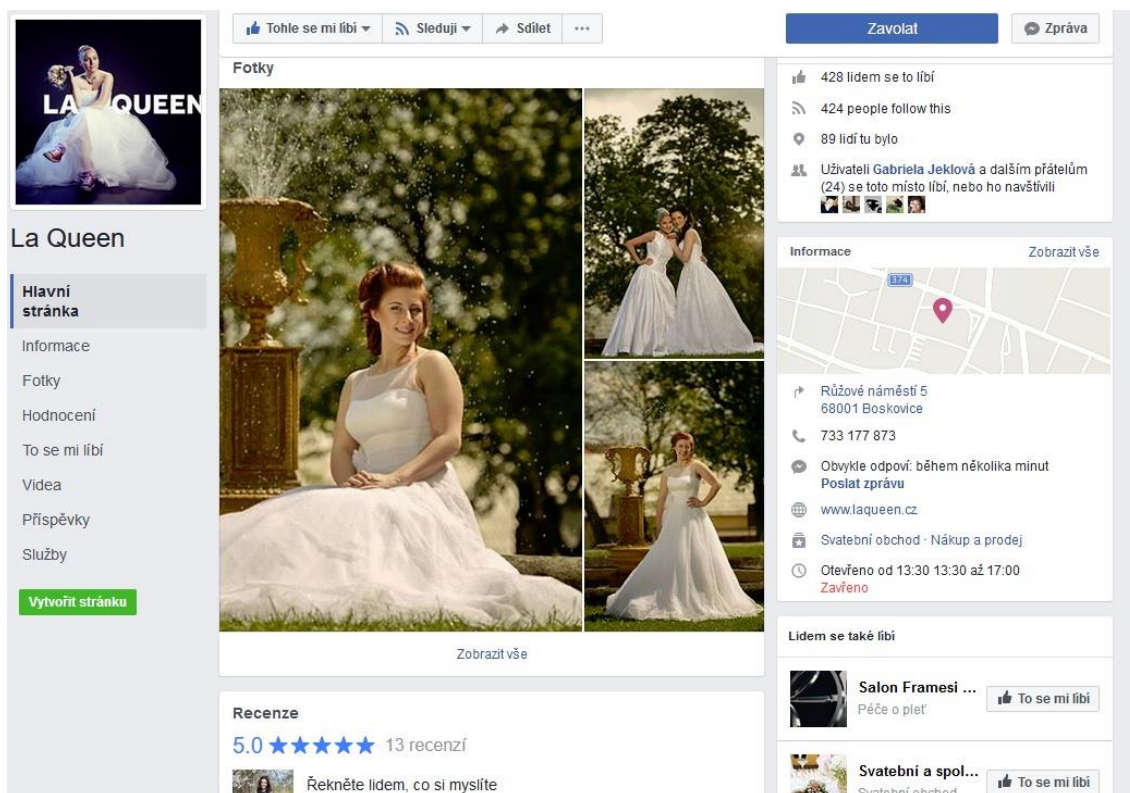 LA QUEEN
La Queen
Hlavní
stránka
Informace
Fotky
Hodnocení
To se mi líbí
Videa
Příspěvky
Služby
Vytvořit stránku
Tohle se mi líbí
Sleduji
Sdílet
Zavolat
Zpráva
Fotky
Zobrazit vše
Recenze
5.0 ★★★★★ 13 recenzí
Řekněte lidem, co si myslíte
428 lidem se to líbí
424 people follow this
89 lidí tu bylo
Uživateli Gabriela Jeklová a dalším přátelům
(24) se toto místo líbí, nebo ho navštívili
Informace
Zobrazit vše
374
Růžové náměstí 5
68001 Boskovice
733 177 873
Obvykle odpoví: během několika minut
Poslat zprávu
www.laqueen.cz
Svatební obchod · Nákup a prodej
Otevřeno od 13:30 13:30 až 17:00
Zavřeno
Lidem se také líbí
Salon Framesi ...
Péče o pleť
To se mi líbí
Svatební a spol...
Svatební obchod
To se mi líbí